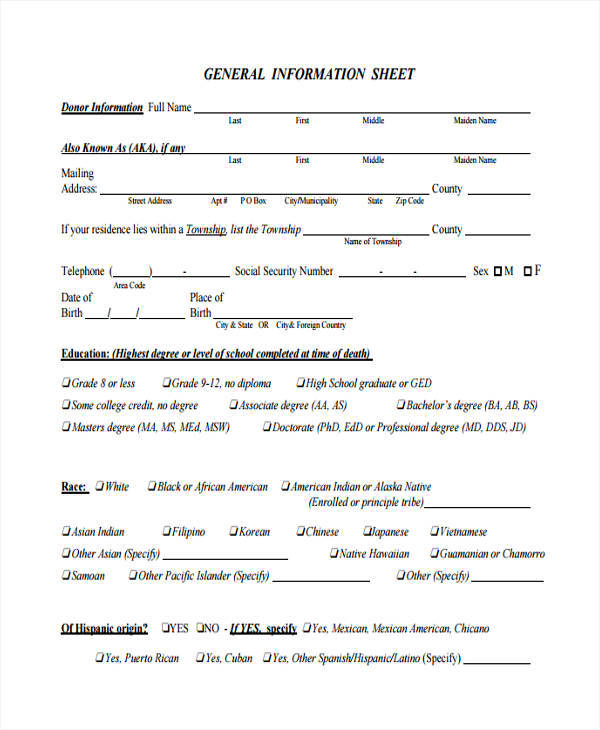 GENERAL INFORMATION SHEET
Donor Information Full Name
Last First Middle Maiden Name
Also Known As (AKA), if any
Last First Middle Maiden Name
Mailing
Address: County
Street Address Apt # P O Box City/Municipality State Zip Code
If your residence lies within a Township, list the Township County
Name of Township
Telephone ( ) - Social Security Number - - Sex ☐ M ☐ F
Area Code
Date of Place of
Birth / / Birth
City & State OR City& Foreign Country
Education: (Highest degree or level of school completed at time of death)
❑ Grade 8 or less ❑ Grade 9-12, no diploma ❑ High School graduate or GED
❑ Some college credit, no degree ❑ Associate degree (AA, AS) ❑ Bachelor's degree (BA, AB, BS)
❑ Masters degree (MA, MS, MEd, MSW) ❑ Doctorate (PhD, EdD or Professional degree (MD, DDS, JD)
Race: ❑ White ❑ Black or African American ❑ American Indian or Alaska Native
(Enrolled or principle tribe)
❑ Asian Indian ❑ Filipino ❑ Korean ❑ Chinese ❑ Japanese ❑ Vietnamese
❑ Other Asian (Specify) ❑ Native Hawaiian ❑ Guamanian or Chamorro
❑ Samoan ❑ Other Pacific Islander (Specify) ❑ Other (Specify)
Of Hispanic origin? ❑YES ❑NO - If YES, specify ❑ Yes, Mexican, Mexican American, Chicano
❑ Yes, Puerto Rican ❑ Yes, Cuban ❑ Yes, Other Spanish/Hispanic/Latino (Specify)